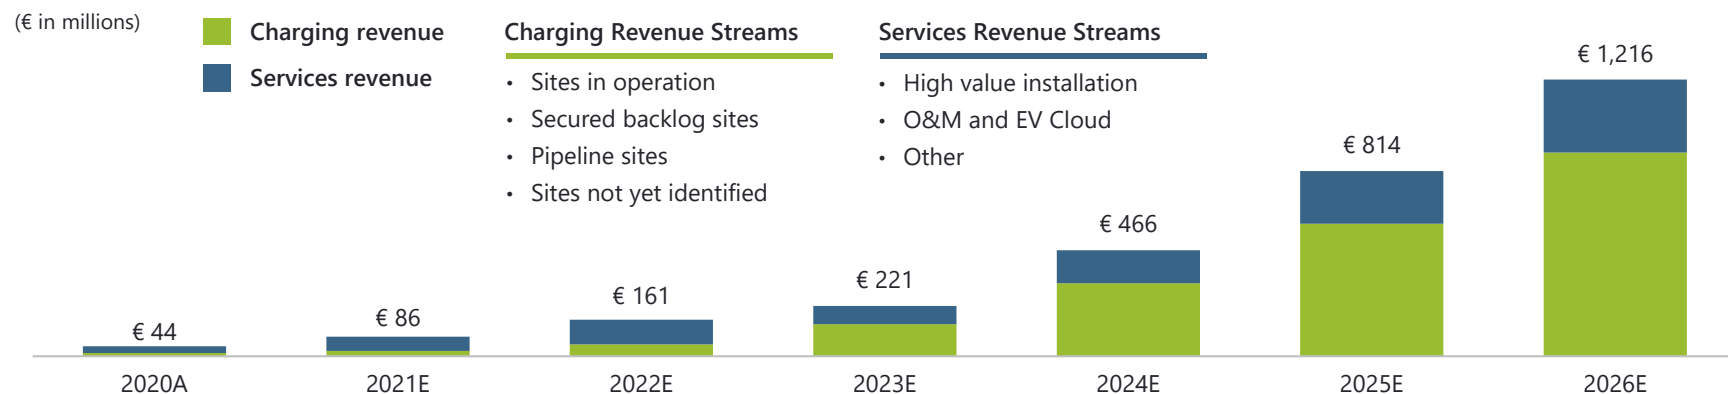 (€ in millions)
Charging revenue
Services revenue
Charging Revenue Streams
• Sites in operation
• Secured backlog sites
• Pipeline sites
• Sites not yet identified
Services Revenue Streams
• High value installation
• O&M and EV Cloud
• Other
€ 44
€ 86
€ 161
€ 221
€ 466
€ 814
€ 1,216
2020A
2021E
2022E
2023E
2024E
2025E
2026E